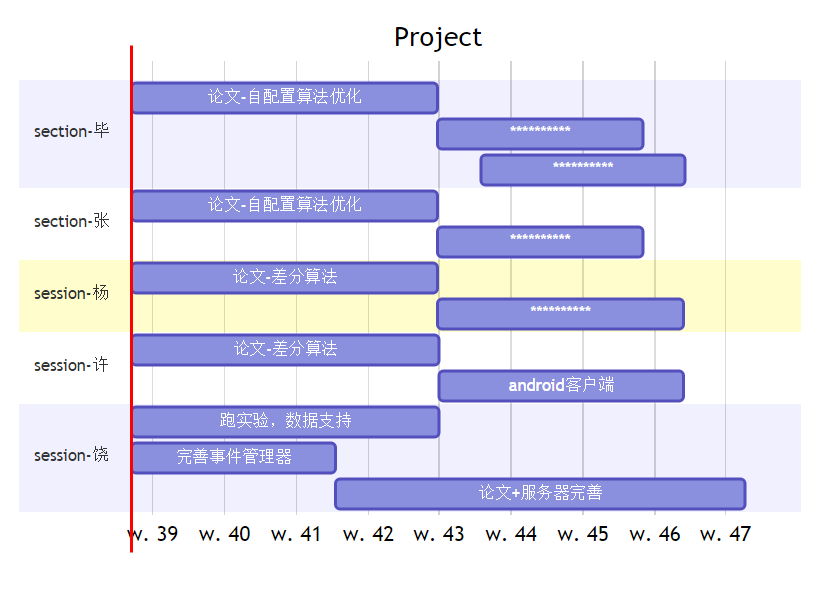 Project
论文-自配置算法优化
section-毕
**********
**********
论文-自配置算法优化
section-张
**********
论文-差分算法
session-杨
**********
论文-差分算法
session-许
android客户端
跑实验，数据支持
session-饶
完善事件管理器
论文+服务器完善
w. 39 w. 40 w. 41 w. 42 w. 43 w. 44 w. 45 w. 46 w. 47